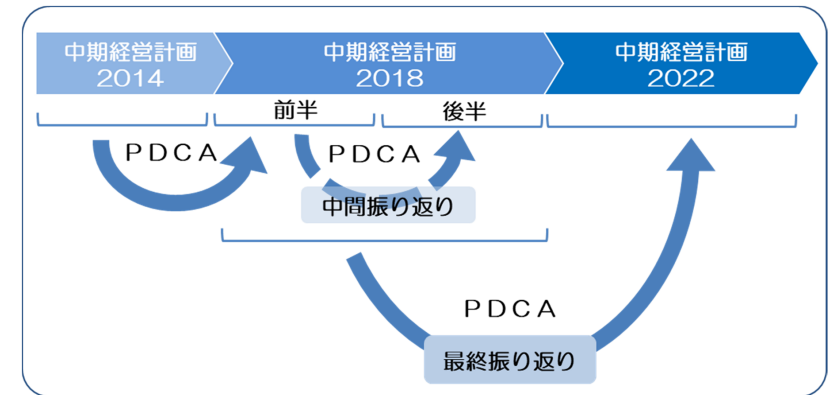 中期経営計画
2014
中期経営計画
2018
中期経営計画
2022
前半
後半
ＰＤＣＡ
ＰＤＣＡ
中間振り返り
ＰＤＣＡ
最終振り返り